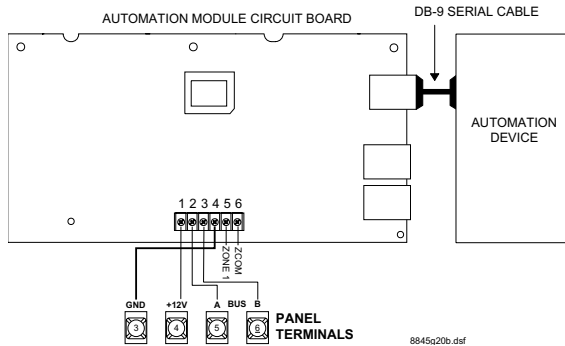 AUTOMATION MODULE CIRCUIT BOARD
DB-9 SERIAL CABLE
AUTOMATION
DEVICE
1 2 3 4 5 6
ZONE 1
ZCOM
GND +12V A BUS B
3 4 5 6
PANEL
TERMINALS
8845g20b.dsf